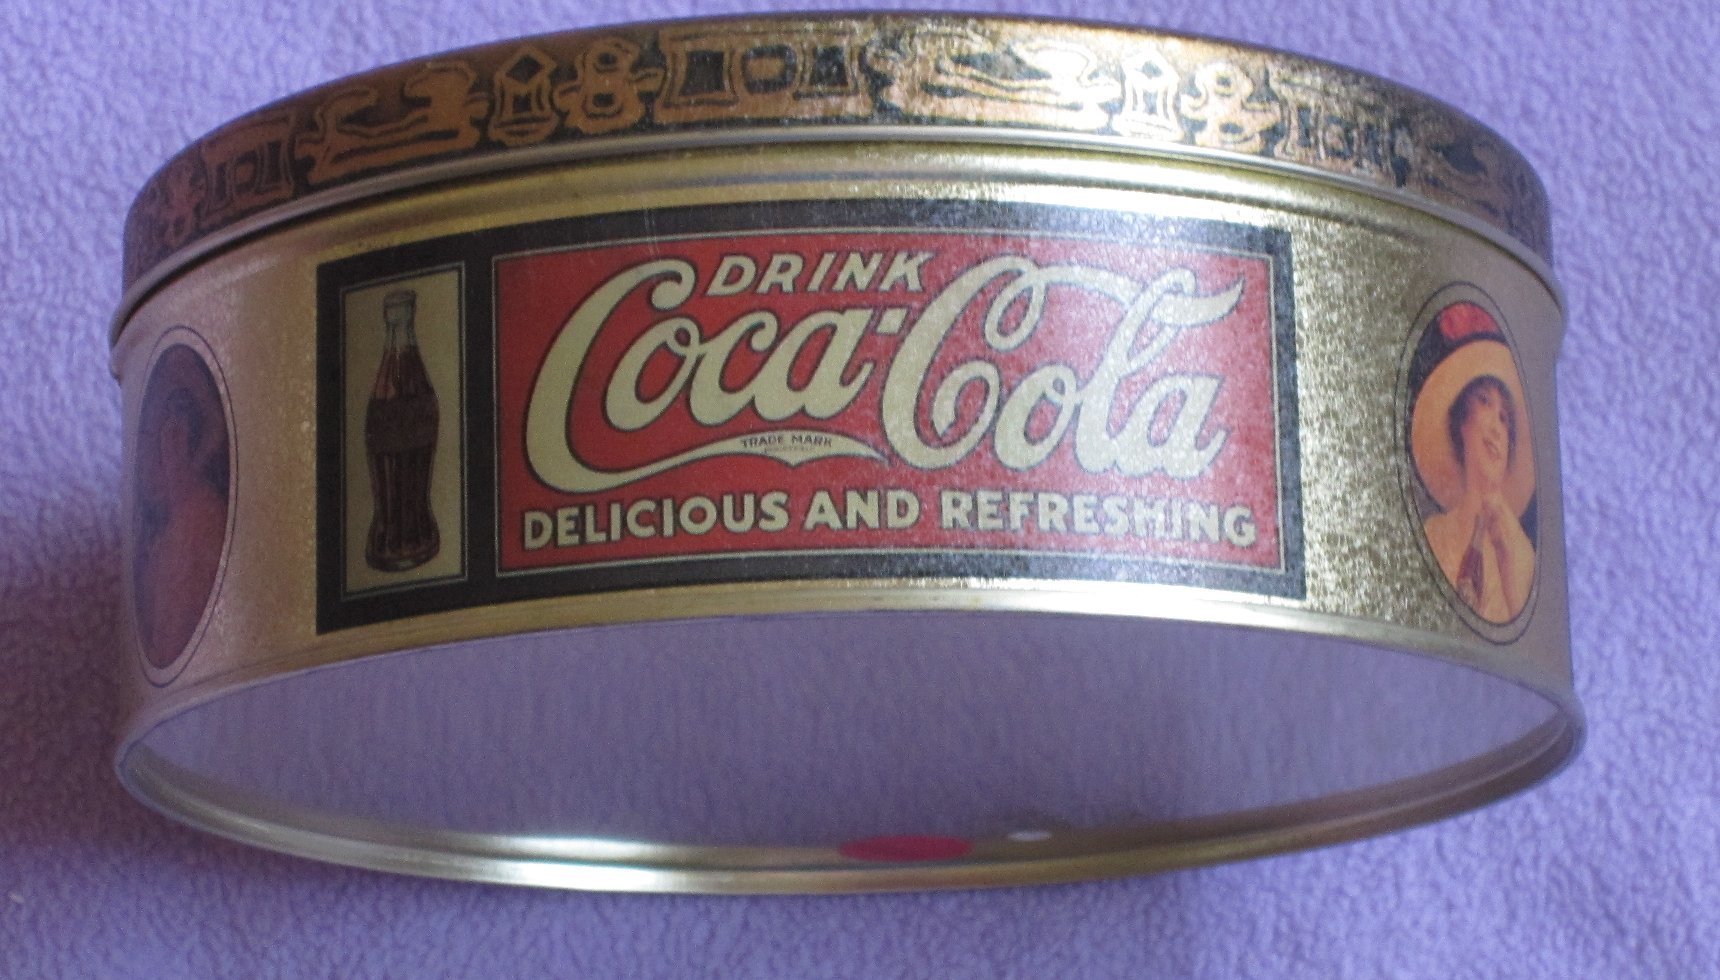 DRINK
Coca-Cola
TRADE MARK
DELICIOUS AND REFRESHING